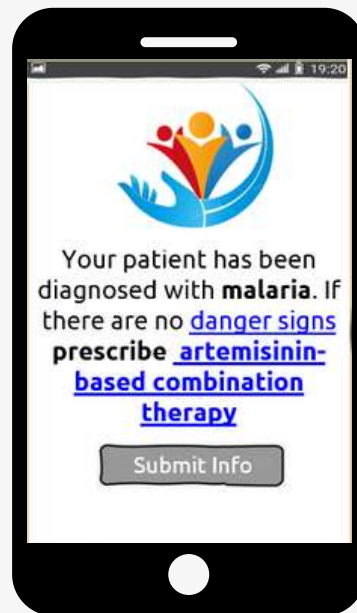 19:20
Your patient has been
diagnosed with malaria. If
there are no danger signs
prescribe artemisinin-
based combination
therapy
Submit Info